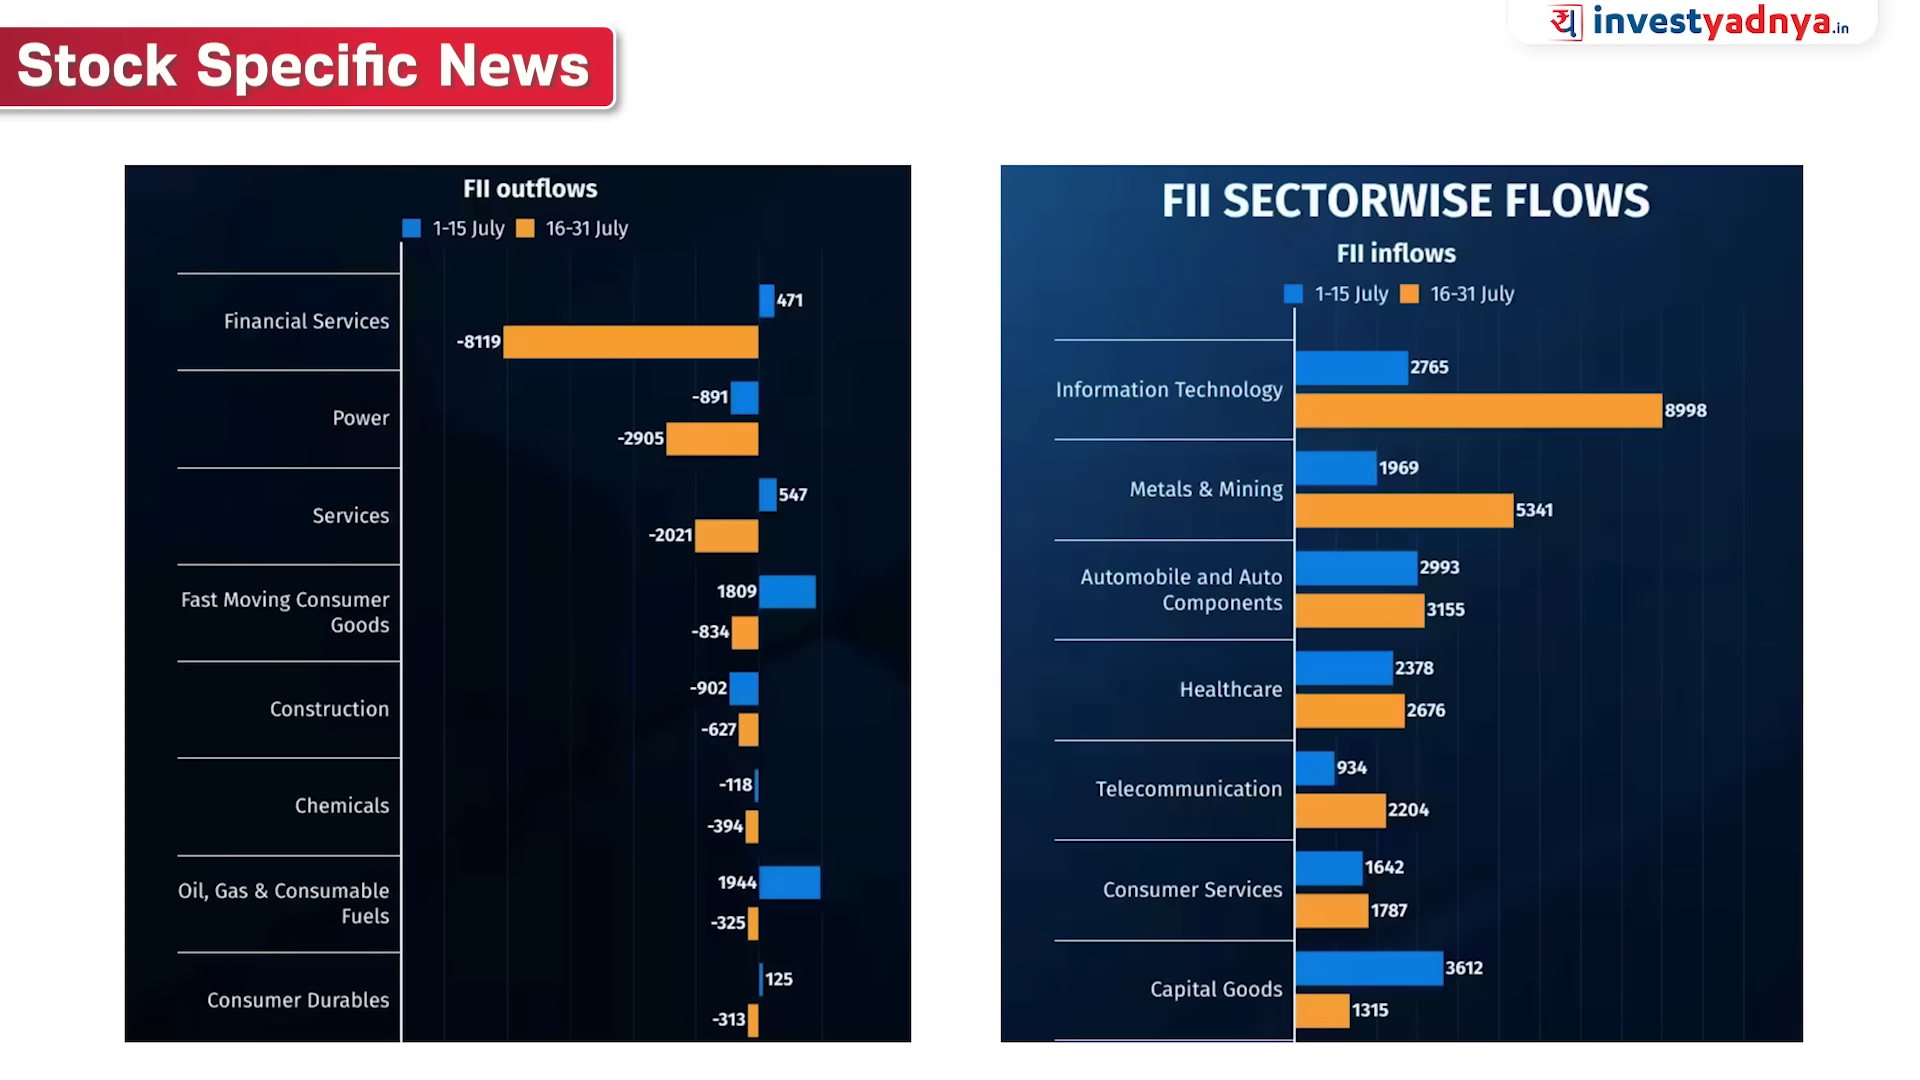 Stock Specific News
investyadnya.in
FII outflows
1-15 July 16-31 July
Financial Services
471
-8119
Power
-891
-2905
Services
547
-2021
Fast Moving Consumer
Goods
1809
-834
Construction
-902
-627
Chemicals
-118
-394
Oil, Gas & Consumable
Fuels
1944
-325
Consumer Durables
125
-313
FII SECTORWISE FLOWS
FII inflows
1-15 July 16-31 July
Information Technology
2765
8998
Metals & Mining
1969
5341
Automobile and Auto
Components
2993
3155
Healthcare
2378
2676
Telecommunication
934
2204
Consumer Services
1642
1787
Capital Goods
3612
1315